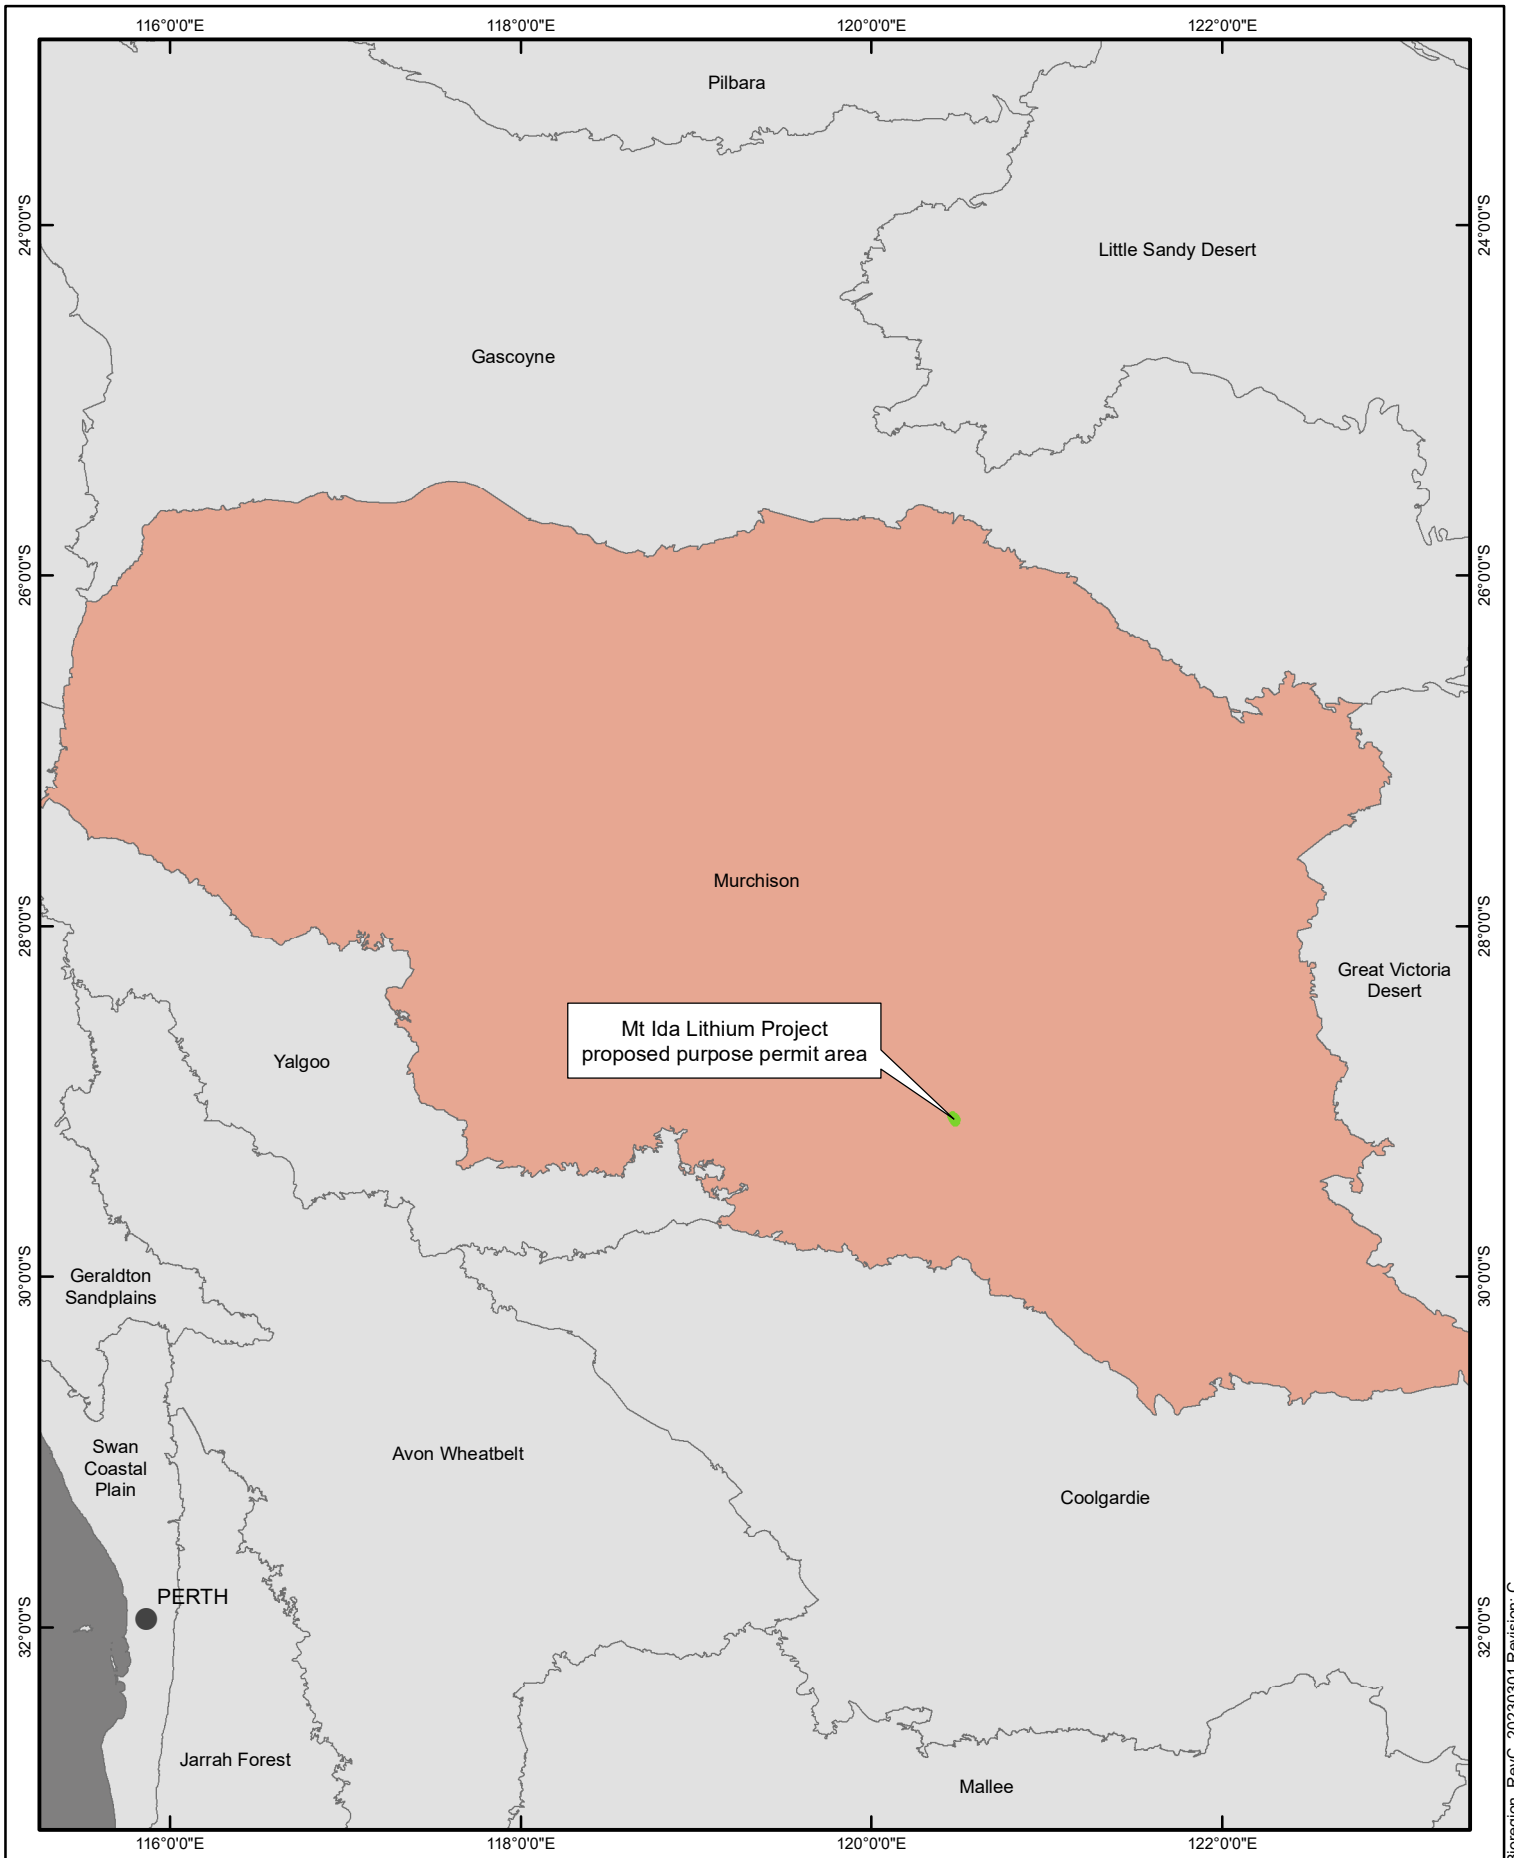 116°0'0"E
118°0'0"E
120°0'0"E
122°0'0"E
Pilbara
24°0'0"S
24°0'0"S
Little Sandy Desert
Gascoyne
26°0'0"S
26°0'0"S
Murchison
28°0'0"S
28°0'0"S
Great Victoria
Desert
Mt Ida Lithium Project
proposed purpose permit area
Yalgoo
30°0'0"S
30°0'0"S
Geraldton
Sandplains
Swan
Coastal
Plain
Avon Wheatbelt
Coolgardie
PERTH
32°0'0"S
32°0'0"S
Jarrah Forest
Mallee
116°0'0"E
118°0'0"E
120°0'0"E
122°0'0"E
Bioregion_RevC_20230301 Revision: C